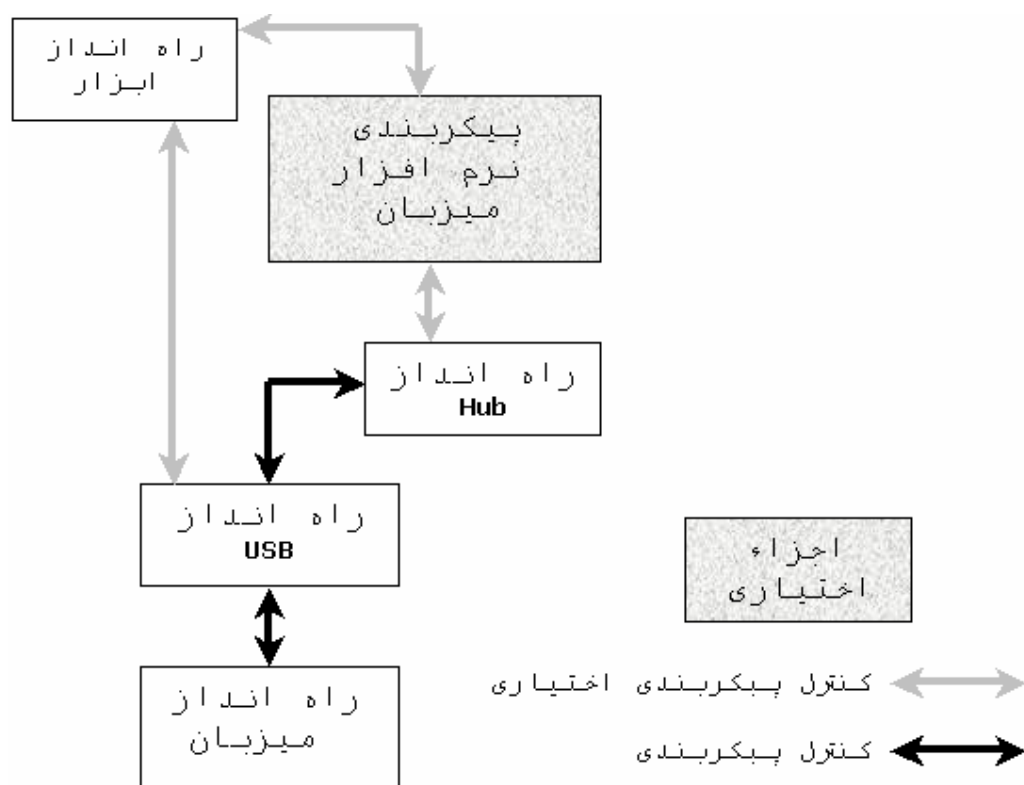 راه انداز
ابزار
پیکربندی
نرم افزار
میزبان
راه انداز
Hub
راه انداز
USB
اجزاء
اختیاری
راه انداز
میزبان
کنترل پیکربندی اختیاری
کنترل پیکربندی